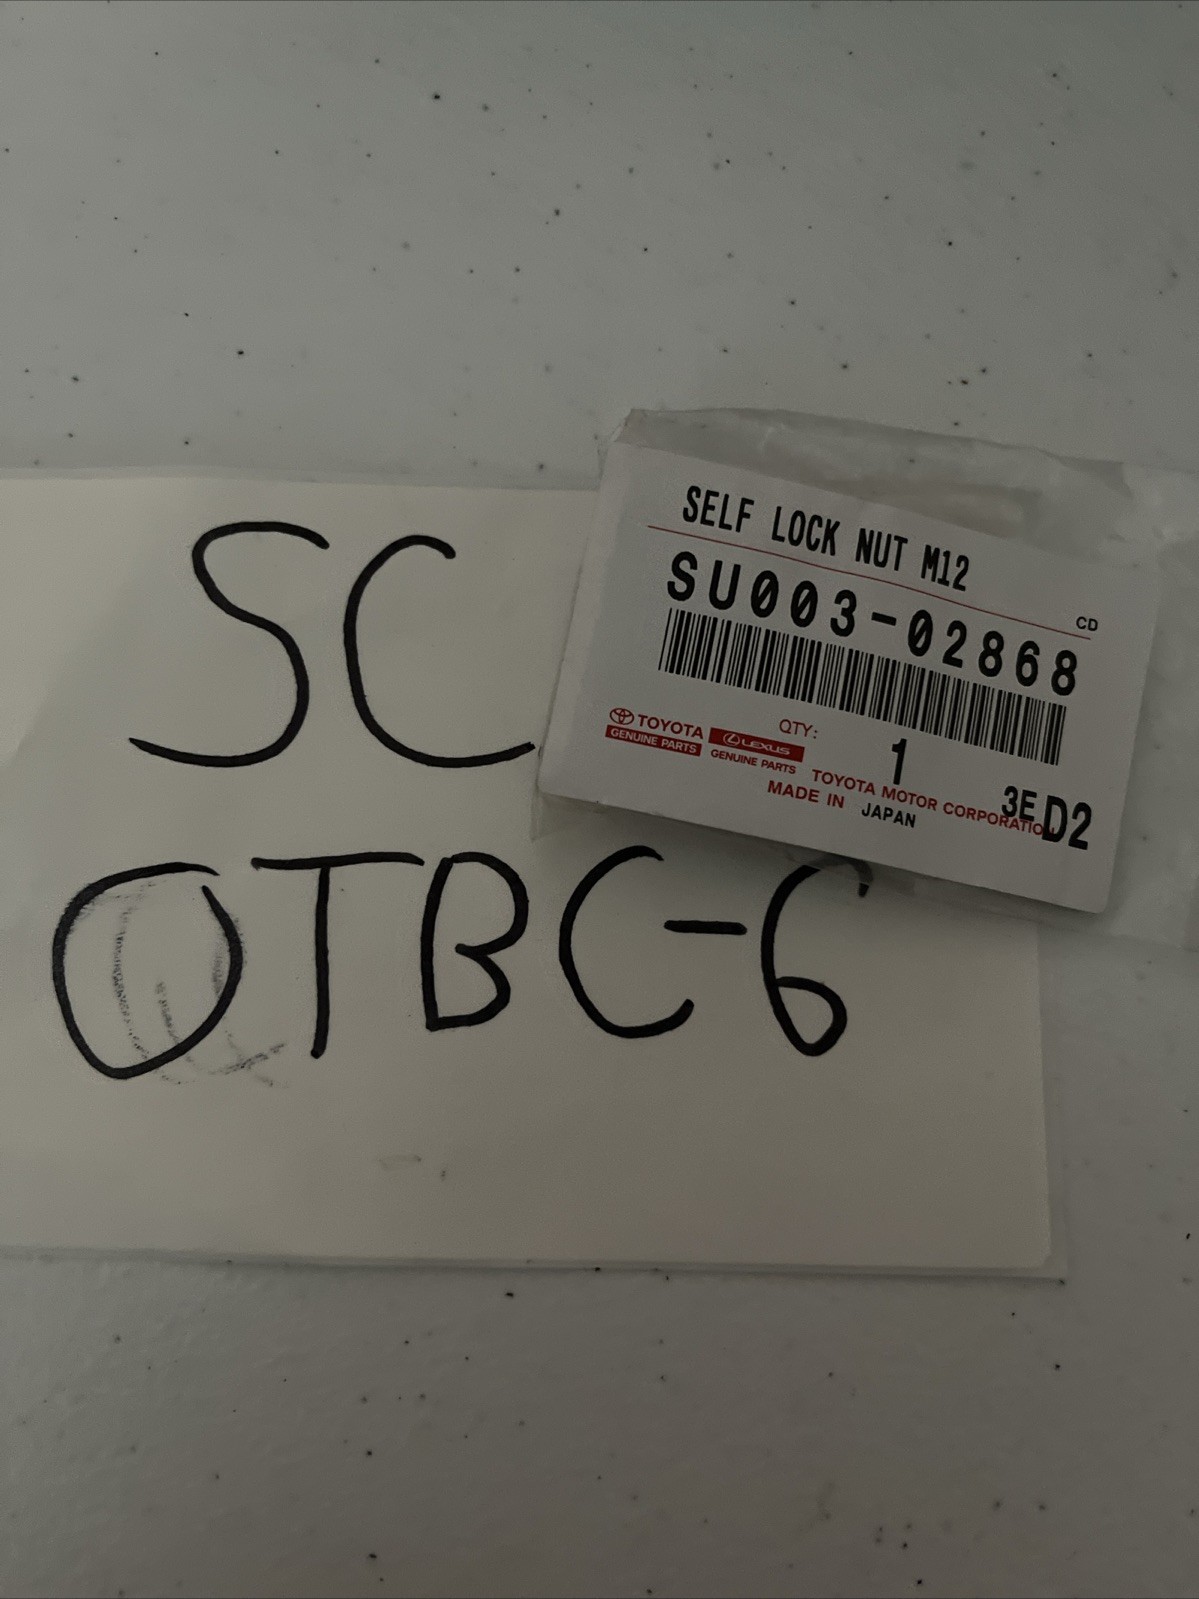 SELF LOCK NUT M12
CD
SU003-02868
TOYOTA
GENUINE PARTS
LEXUS
GENUINE PARTS
QTY:
1
TOYOTA MOTOR CORPORATIO
MADE IN JAPAN
3E D2
SC
OTBC-6